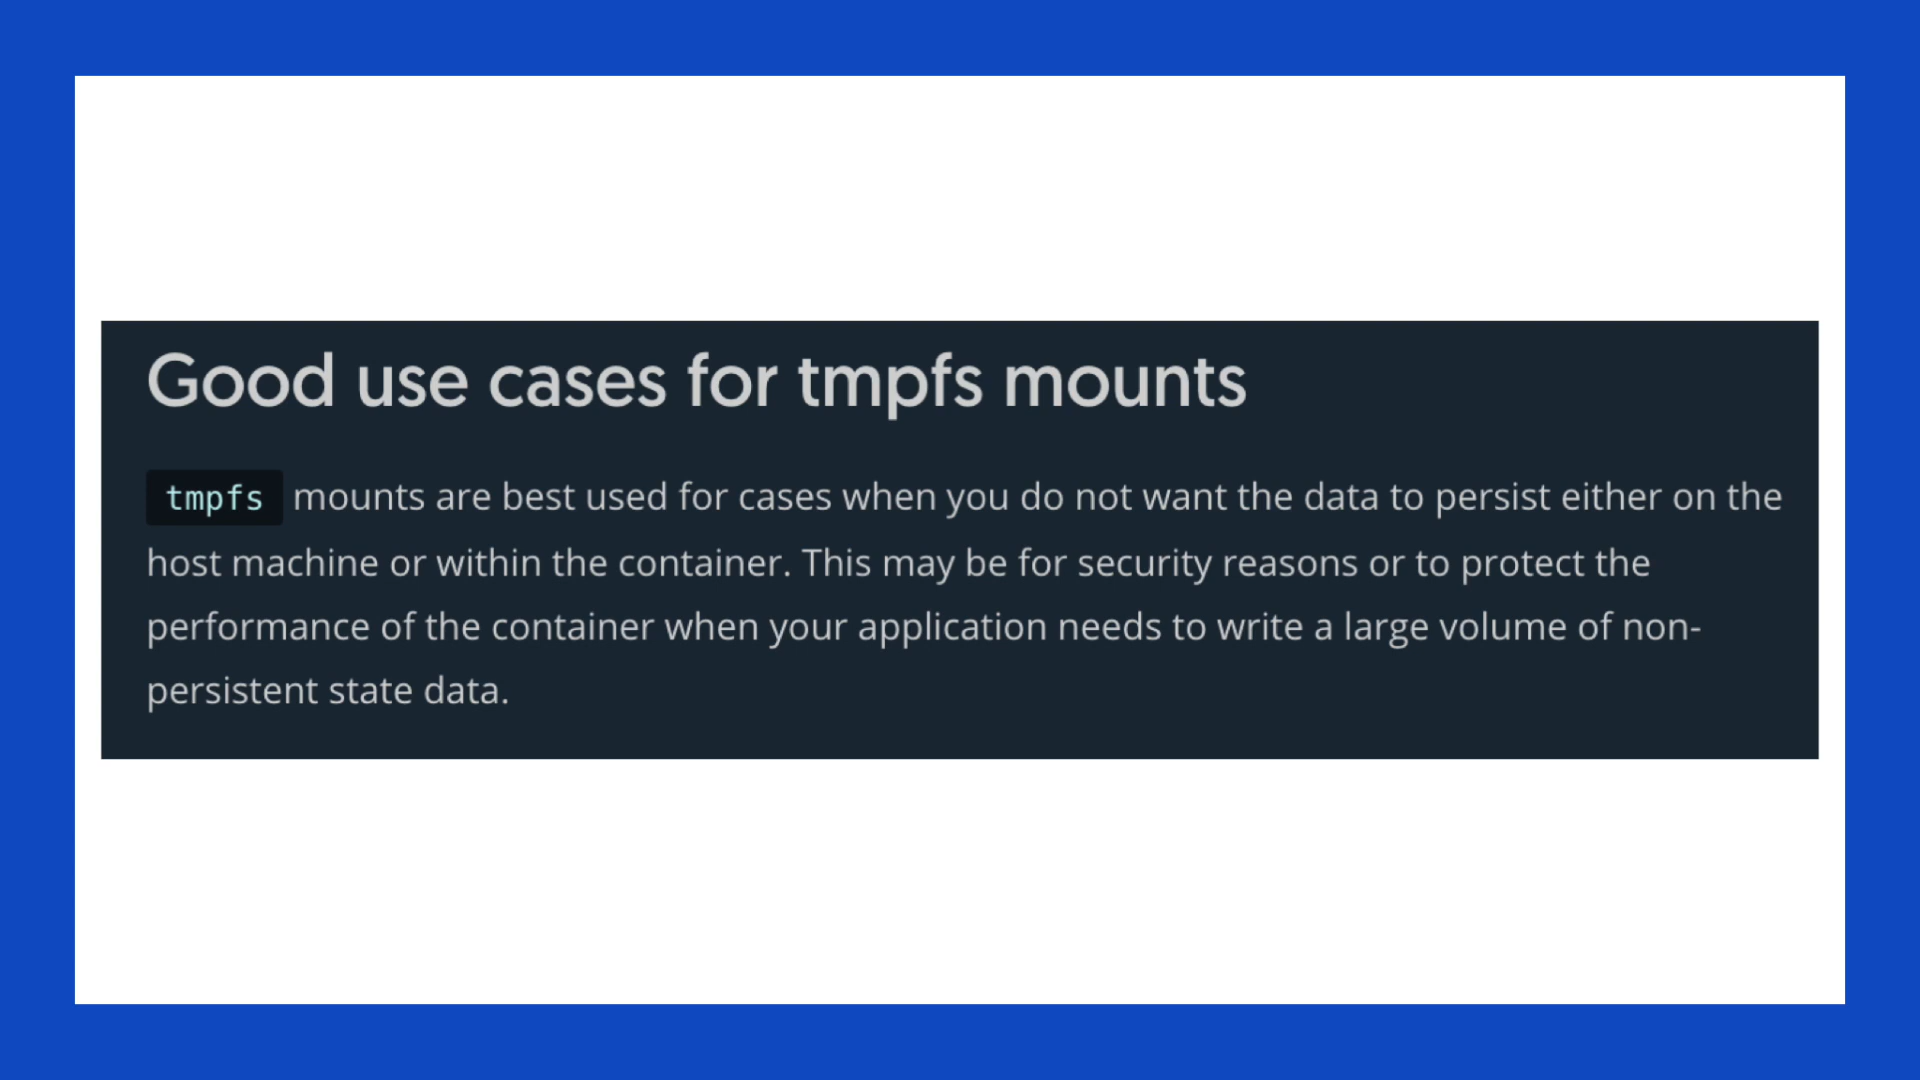 Good use cases for tmpfs mounts
tmpfs mounts are best used for cases when you do not want the data to persist either on the
host machine or within the container. This may be for security reasons or to protect the
performance of the container when your application needs to write a large volume of non-
persistent state data.